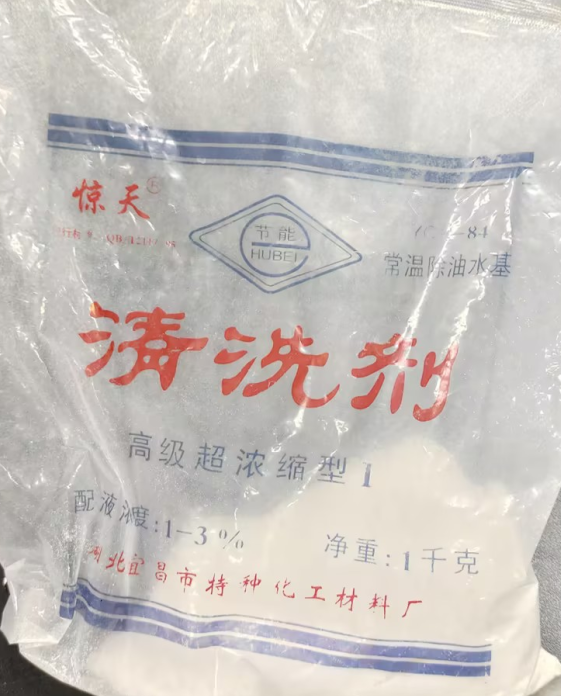 惊天®
节能
HUBEI
-84
常温除油水基
清洗剂
高级超浓缩型 I
配液浓度:1-3%
净重:1千克
湖北宜昌市特种化工材料厂